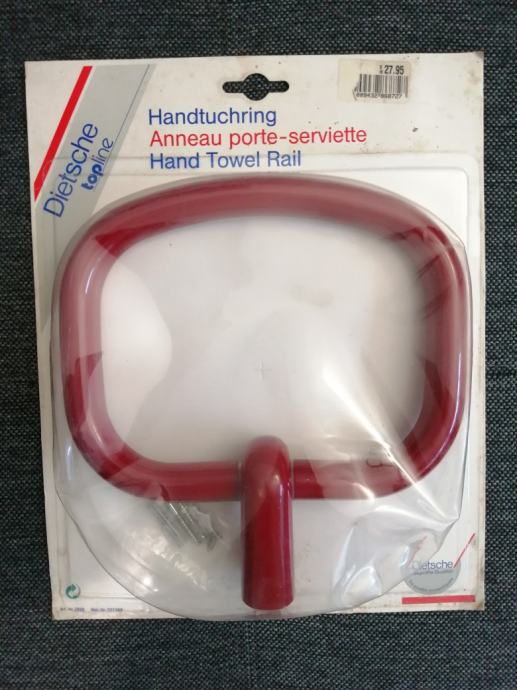 27.95
Handtuchring
Anneau porte-serviette
Hand Towel Rail
Dietsche
topline
Dietsche